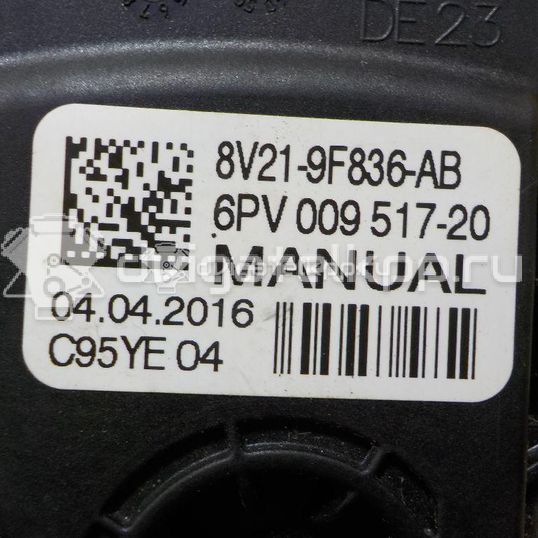 DE23
8V21-9F836-AB
6PV 009 517-20
MANUAL
04.04.2016
C95YE 04